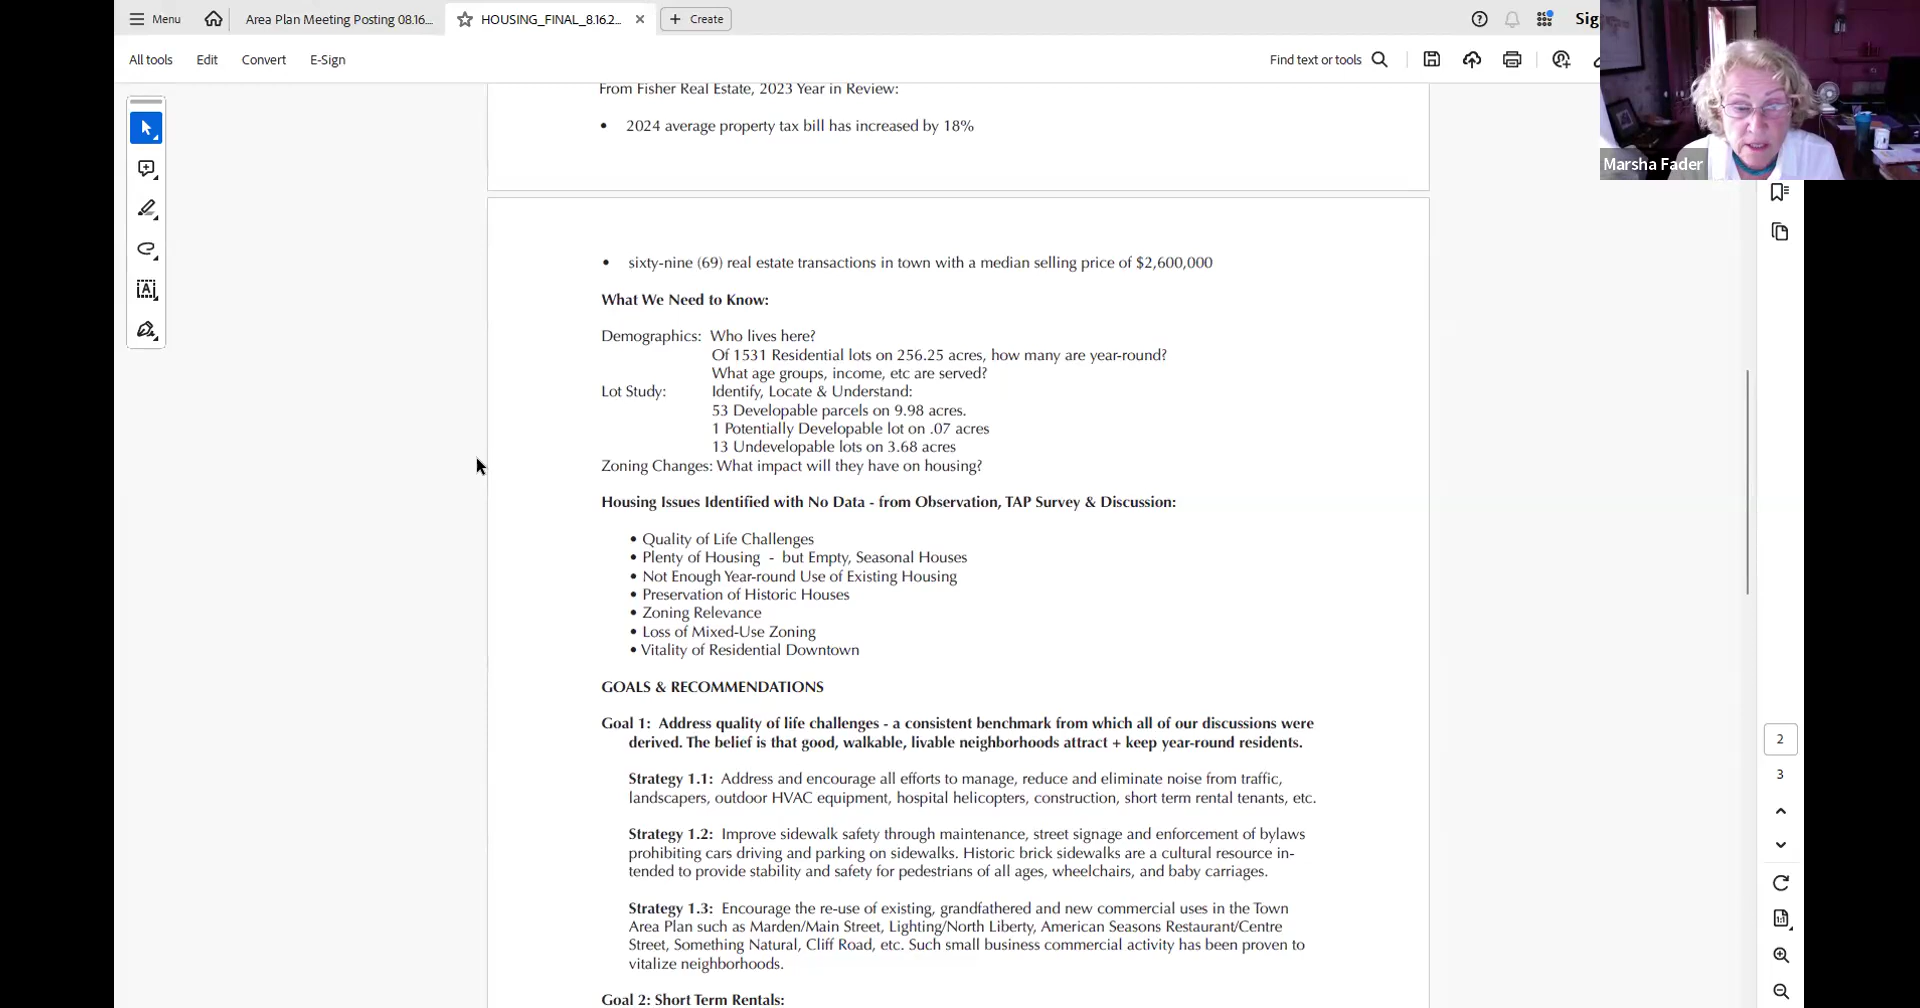 Menu
Area Plan Meeting Posting 08.16...
HOUSING_FINAL_8.16.2...
Create
All tools
Edit
Convert
E-Sign
Find text or tools
Marsha Fader
From Fisher Real Estate, 2023 Year in Review:
• 2024 average property tax bill has increased by 18%
• sixty-nine (69) real estate transactions in town with a median selling price of $2,600,000
What We Need to Know:
Demographics: Who lives here?
Of 1531 Residential lots on 256.25 acres, how many are year-round?
What age groups, income, etc are served?
Lot Study: Identify, Locate & Understand:
53 Developable parcels on 9.98 acres.
1 Potentially Developable lot on .07 acres
13 Undevelopable lots on 3.68 acres
Zoning Changes: What impact will they have on housing?
Housing Issues Identified with No Data - from Observation, TAP Survey & Discussion:
• Quality of Life Challenges
• Plenty of Housing - but Empty, Seasonal Houses
• Not Enough Year-round Use of Existing Housing
• Preservation of Historic Houses
• Zoning Relevance
• Loss of Mixed-Use Zoning
• Vitality of Residential Downtown
GOALS & RECOMMENDATIONS
Goal 1: Address quality of life challenges - a consistent benchmark from which all of our discussions were
derived. The belief is that good, walkable, livable neighborhoods attract + keep year-round residents.
Strategy 1.1: Address and encourage all efforts to manage, reduce and eliminate noise from traffic,
landscapers, outdoor HVAC equipment, hospital helicopters, construction, short term rental tenants, etc.
Strategy 1.2: Improve sidewalk safety through maintenance, street signage and enforcement of bylaws
prohibiting cars driving and parking on sidewalks. Historic brick sidewalks are a cultural resource in-
tended to provide stability and safety for pedestrians of all ages, wheelchairs, and baby carriages.
Strategy 1.3: Encourage the re-use of existing, grandfathered and new commercial uses in the Town
Area Plan such as Marden/Main Street, Lighting/North Liberty, American Seasons Restaurant/Centre
Street, Something Natural, Cliff Road, etc. Such small business commercial activity has been proven to
vitalize neighborhoods.
Goal 2: Short Term Rentals:
2
3